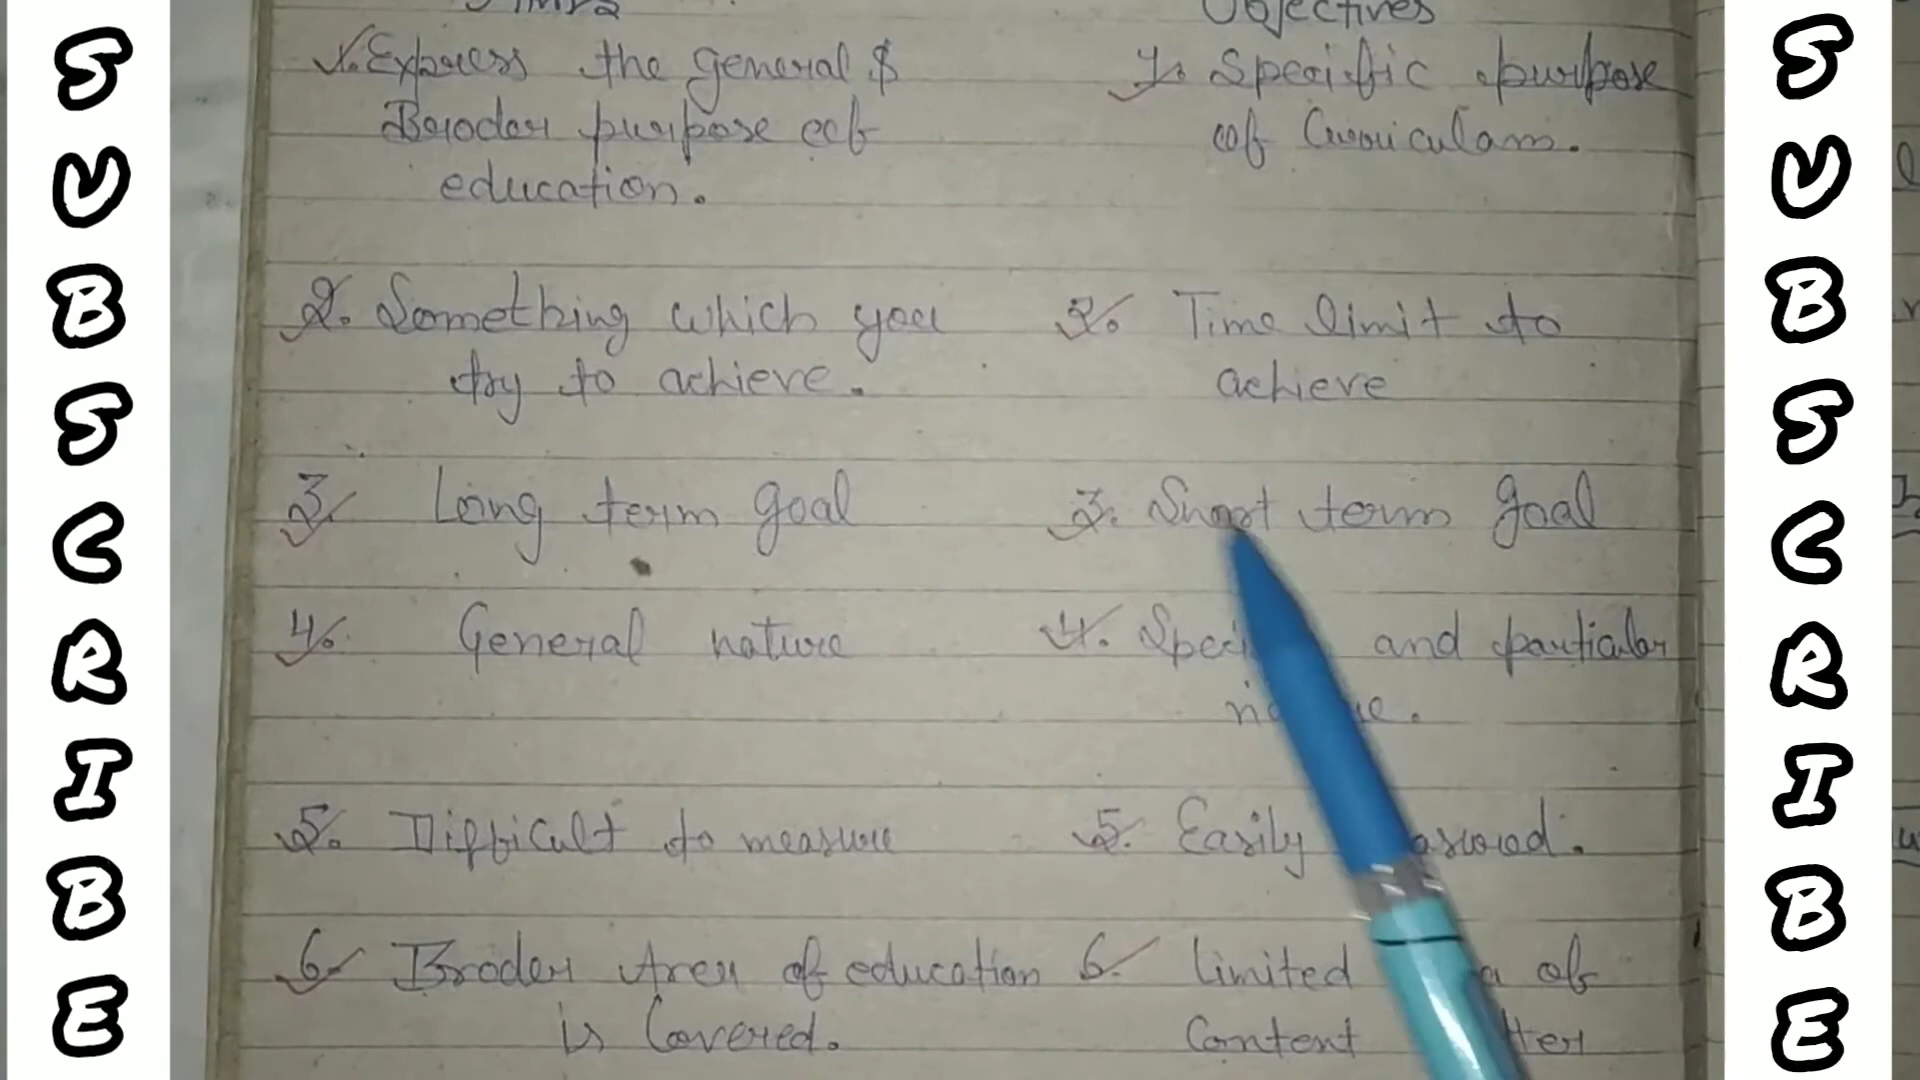 SUBSCRIBE
Objectives
1. Express the general &
Broder purpose of
education.
1. Specific purpose
of Curriculam.
2. Something which you
try to achieve.
2. Time limit to
achieve
3. Long term goal
3. Short term goal
4. General nature
4. and particular
5. Difficult to measure
5. Easily
6. Broder Area of education
is Covered.
6. limited of
Content
SUBSCRIBE